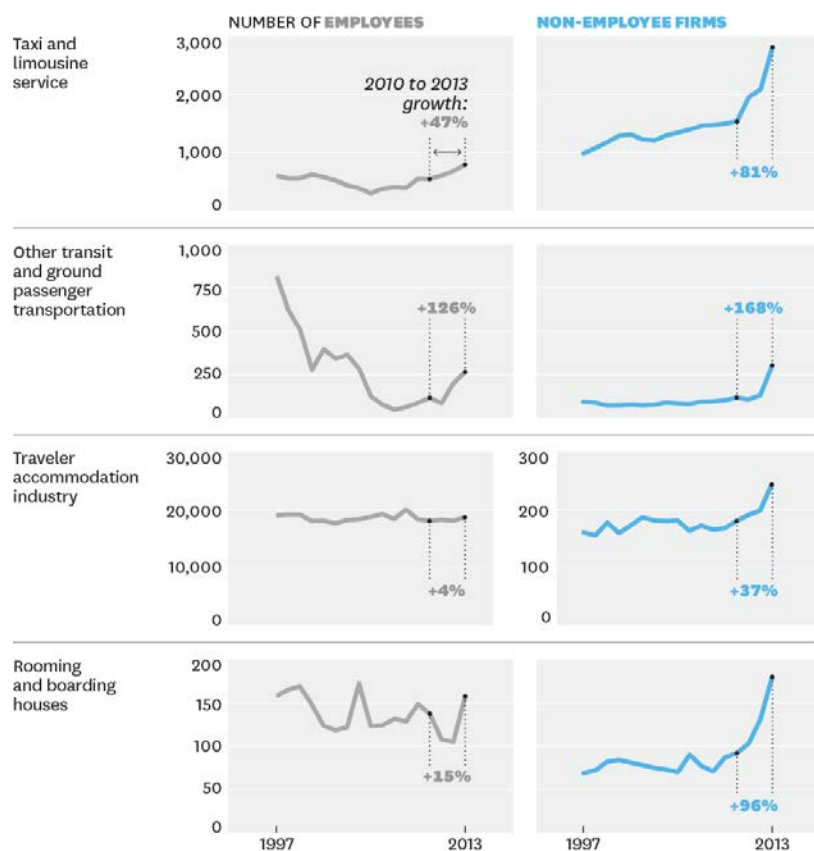 NUMBER OF EMPLOYEES
NON-EMPLOYEE FIRMS
Taxi and
limousine
service
3,000
2,000
1,000
0
2010 to 2013
growth:
+47%
+81%
Other transit
and ground
passenger
transportation
1,000
750
500
250
0
+126%
+168%
Traveler
accommodation
industry
30,000
20,000
10,000
0
+4%
300
200
100
0
+37%
Rooming
and boarding
houses
200
150
100
50
0
+15%
+96%
1997
2013
1997
2013